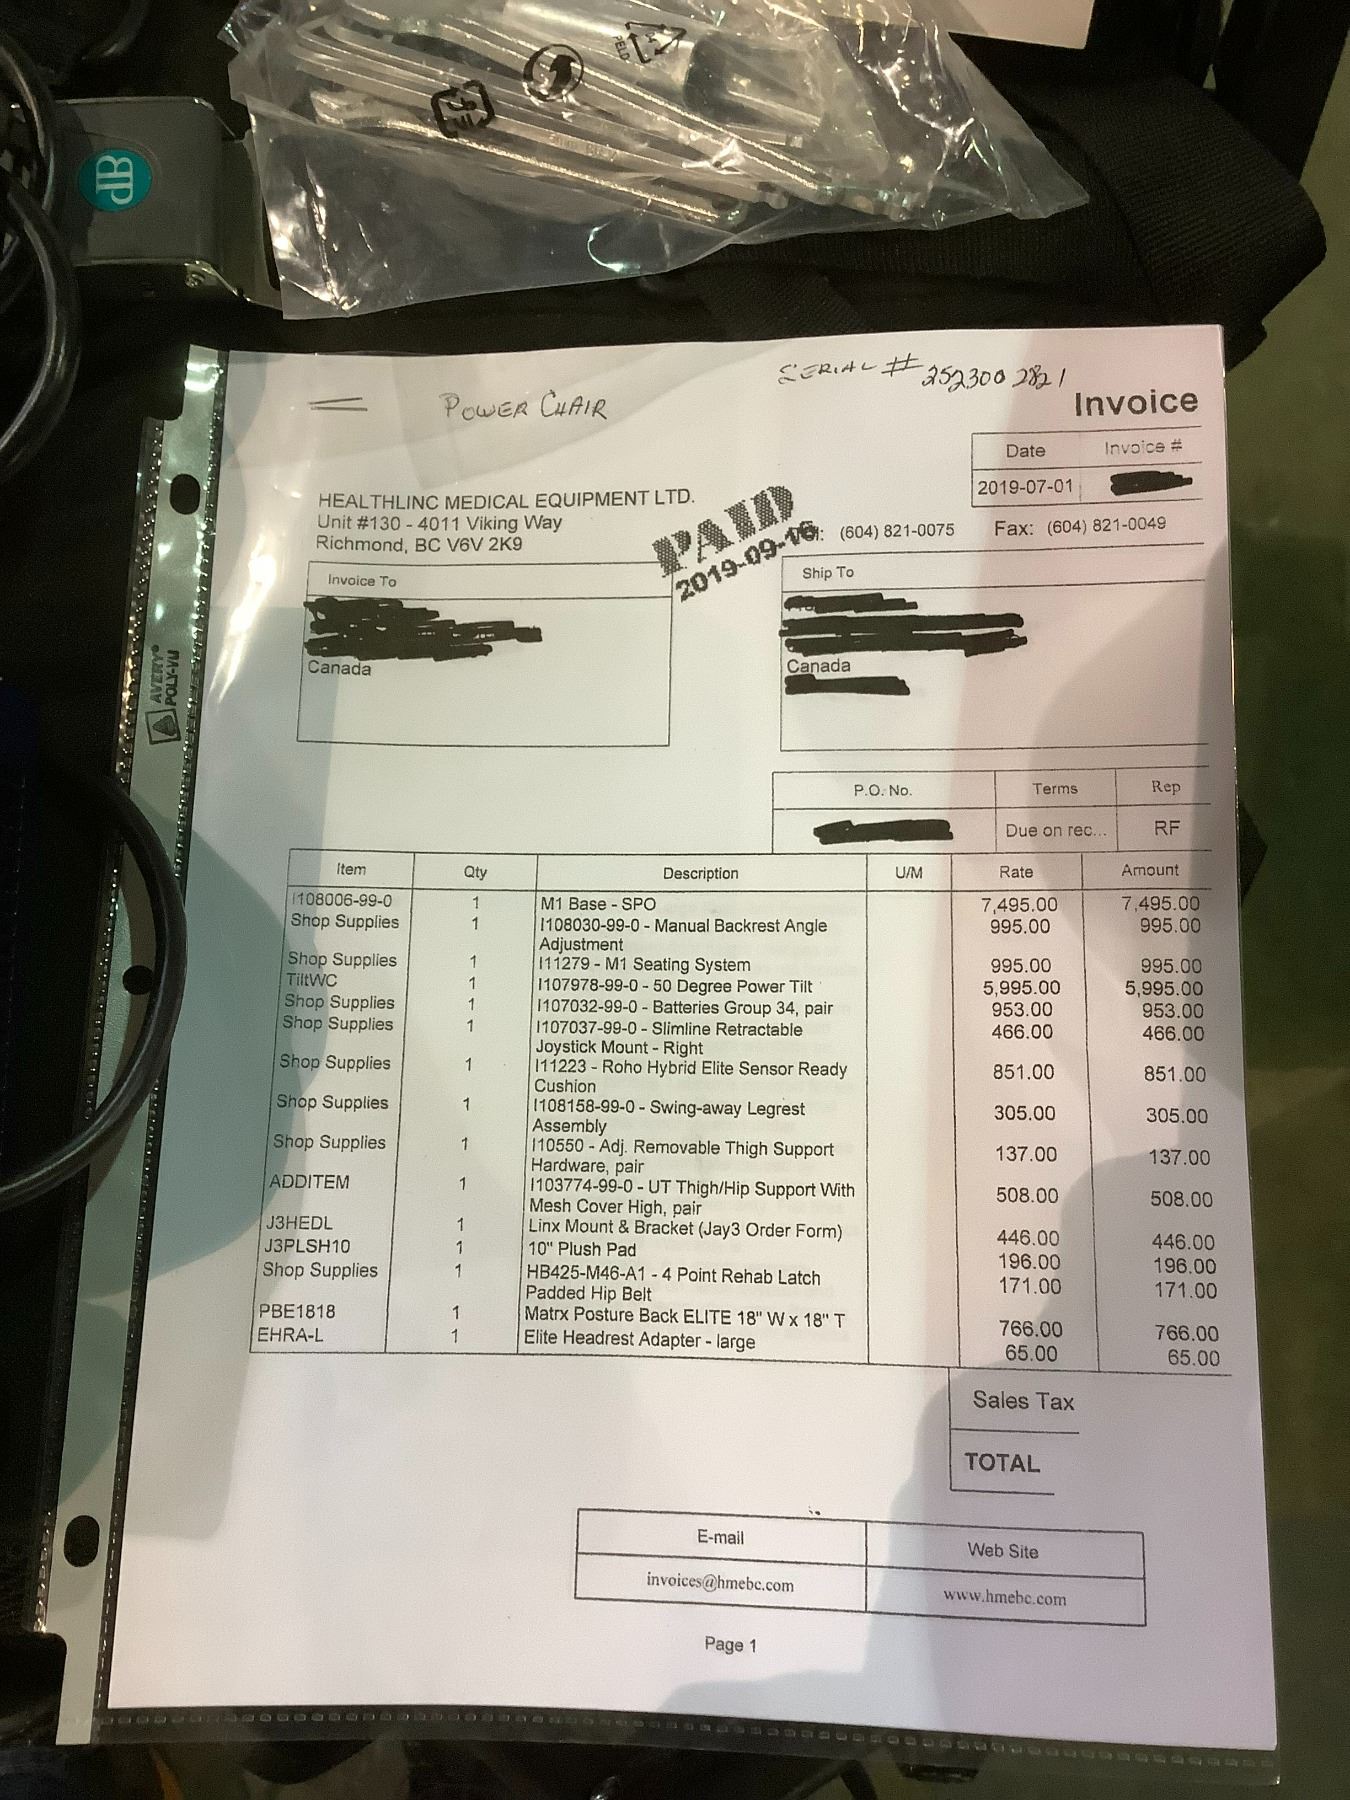 PELD
dB
SERIAL # 252300 2821
POWER CHAIR
Invoice
Date Invoice #
2019-07-01
HEALTHLINC MEDICAL EQUIPMENT LTD.
Unit #130 - 4011 Viking Way
Richmond, BC V6V 2K9
PAID
2019-09-16
(604) 821-0075 Fax: (604) 821-0049
Invoice To
Canada
Ship To
Canada
AVERY®
POLY-VU
P.O. No. Terms Rep
Due on rec... RF
Item Qty Description U/M Rate Amount
I108006-99-0 1 M1 Base - SPO 7,495.00 7,495.00
Shop Supplies 1 I108030-99-0 - Manual Backrest Angle 995.00 995.00
Adjustment
Shop Supplies 1 I11279 - M1 Seating System 995.00 995.00
TiltWC 1 I107978-99-0 - 50 Degree Power Tilt 5,995.00 5,995.00
Shop Supplies 1 I107032-99-0 - Batteries Group 34, pair 953.00 953.00
Shop Supplies 1 I107037-99-0 - Slimline Retractable 466.00 466.00
Joystick Mount - Right
Shop Supplies 1 I11223 - Roho Hybrid Elite Sensor Ready 851.00 851.00
Cushion
Shop Supplies 1 I108158-99-0 - Swing-away Legrest 305.00 305.00
Assembly
Shop Supplies 1 I10550 - Adj. Removable Thigh Support 137.00 137.00
Hardware, pair
ADDITEM 1 I103774-99-0 - UT Thigh/Hip Support With 508.00 508.00
Mesh Cover High, pair
J3HEDL 1 Linx Mount & Bracket (Jay3 Order Form) 446.00 446.00
J3PLSH10 1 10" Plush Pad 196.00 196.00
Shop Supplies 1 HB425-M46-A1 - 4 Point Rehab Latch 171.00 171.00
Padded Hip Belt
PBE1818 1 Matrx Posture Back ELITE 18" W x 18" T 766.00 766.00
EHRA-L 1 Elite Headrest Adapter - large 65.00 65.00
Sales Tax
TOTAL
E-mail Web Site
invoices@hmebc.com www.hmebc.com
Page 1